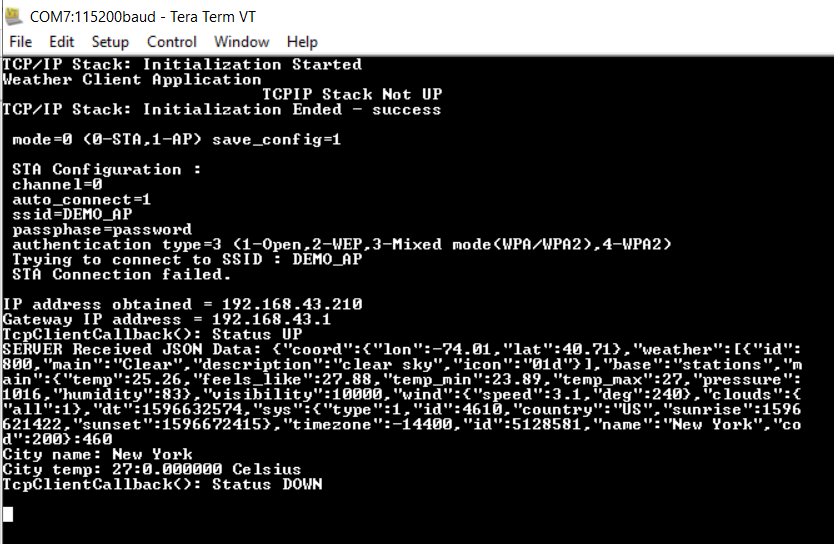 COM7:115200baud - Tera Term VT
File Edit Setup Control Window Help
TCP/IP Stack: Initialization Started
Weather Client Application
TCPIP Stack Not UP
TCP/IP Stack: Initialization Ended - success
mode=0 (0-STA,1-AP) save_config=1
STA Configuration :
channel=0
auto_connect=1
ssid=DEMO_AP
passphase=password
authentication type=3 (1-Open,2-WEP,3-Mixed mode(WPA/WPA2),4-WPA2)
Trying to connect to SSID : DEMO_AP
STA Connection failed.
IP address obtained = 192.168.43.210
Gateway IP address = 192.168.43.1
TcpClientCallback(): Status UP
SERVER Received JSON Data: {"coord":{"lon":-74.01,"lat":40.71},"weather":[{"id":
800,"main":"Clear","description":"clear sky","icon":"01d"}],"base":"stations","m
ain":{"temp":25.26,"feels_like":27.88,"temp_min":23.89,"temp_max":27,"pressure":
1016,"humidity":83},"visibility":10000,"wind":{"speed":3.1,"deg":240},"clouds":{
"all":1},"dt":1596632574,"sys":{"type":1,"id":4610,"country":"US","sunrise":1596
621422,"sunset":1596672415},"timezone":-14400,"id":5128581,"name":"New York","co
d":200}:460
City name: New York
City temp: 27:0.000000 Celsius
TcpClientCallback(): Status DOWN